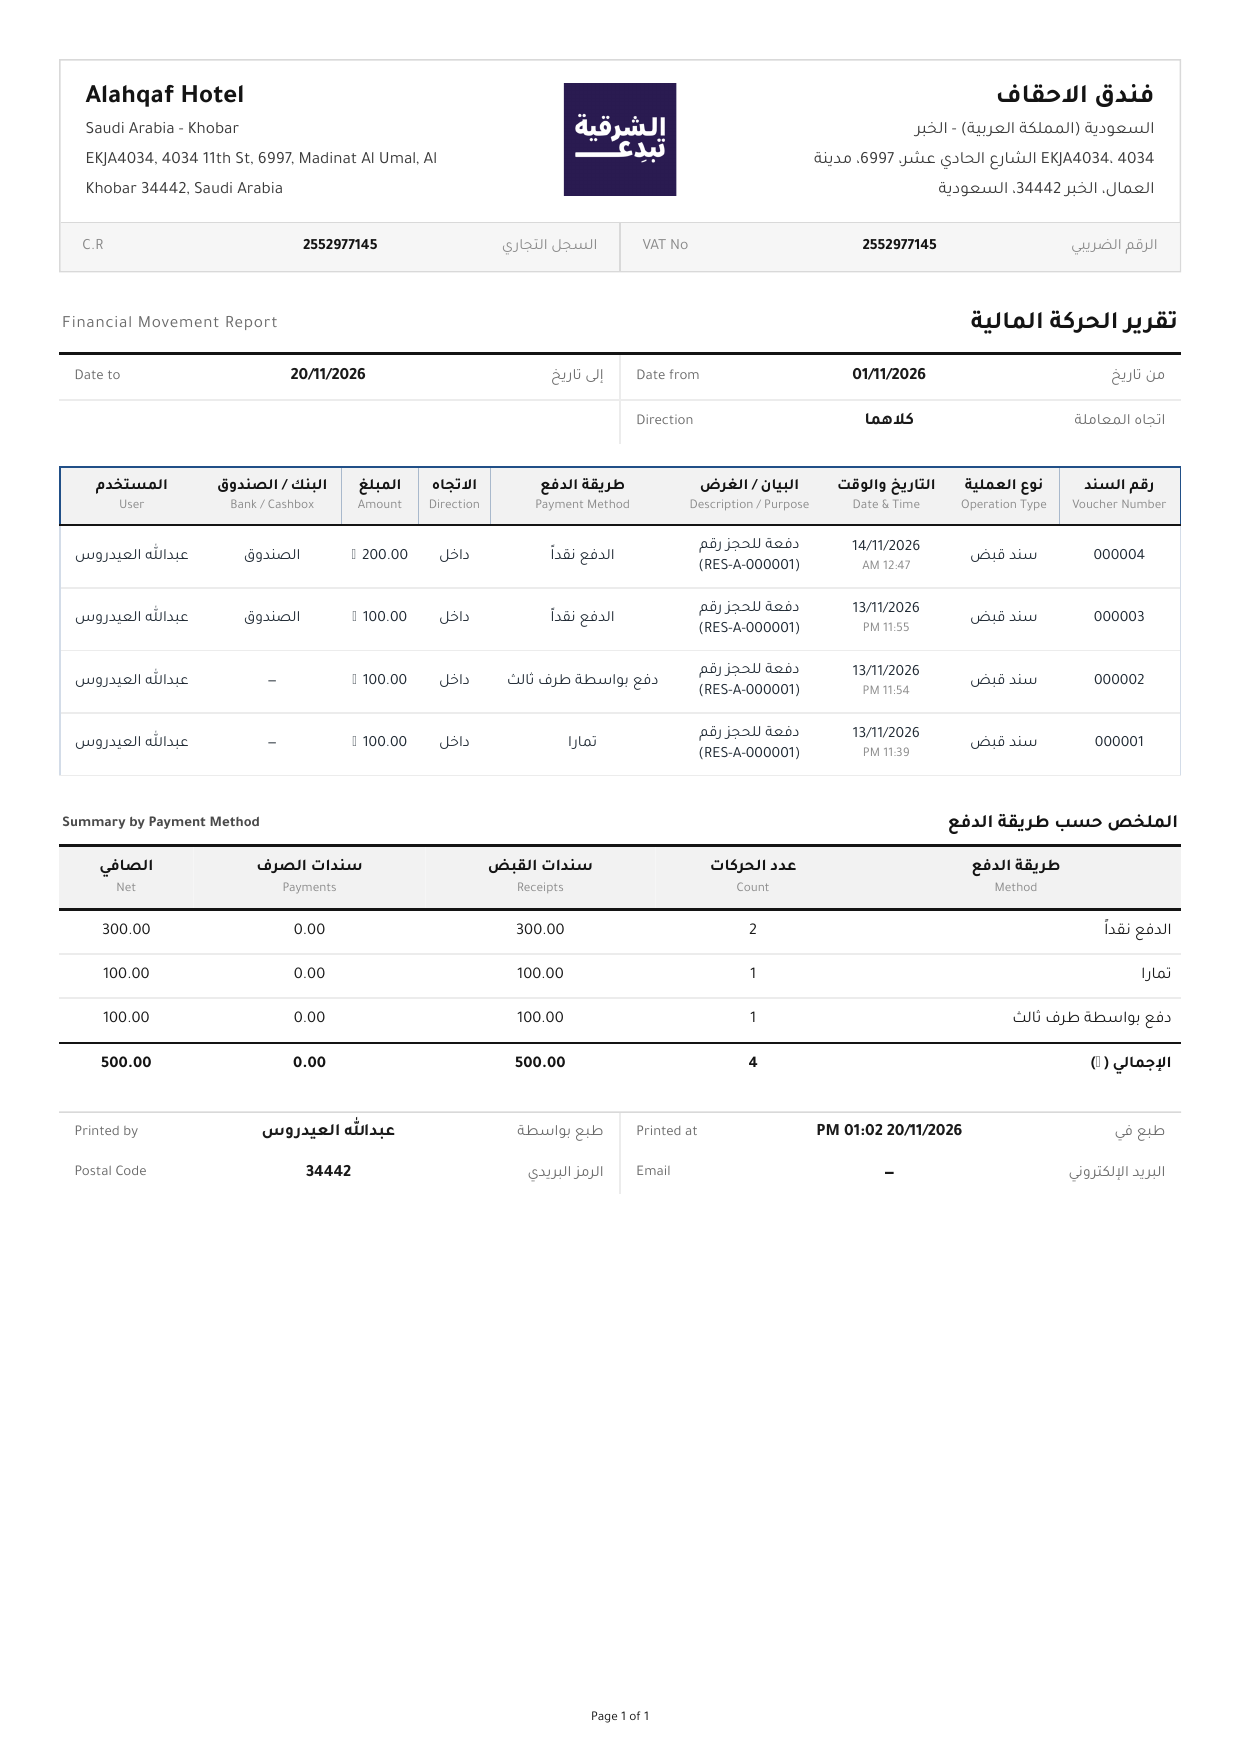 Alahqaf Hotel
Saudi Arabia - Khobar
EKJA4034, 4034 11th St, 6997, Madinat Al Umal, Al
Khobar 34442, Saudi Arabia
الشرقية
تبدع
فندق الاحقاف
السعودية (المملكة العربية) - الخبر
EKJA4034، 4034 الشارع الحادي عشر، 6997، مدينة
العمال، الخبر 34442، السعودية
الرقم الضريبي 2552977145 VAT No
السجل التجاري 2552977145 C.R
تقرير الحركة المالية
Financial Movement Report
من تاريخ 01/11/2026 Date from
إلى تاريخ 20/11/2026 Date to
اتجاه المعاملة كلاهما Direction
رقم السند نوع العملية التاريخ والوقت البيان / الغرض طريقة الدفع الاتجاه المبلغ البنك / الصندوق المستخدم
Voucher Number Operation Type Date & Time Description / Purpose Payment Method Direction Amount Bank / Cashbox User
000004 سند قبض 14/11/2026 AM 12:47 دفعة للحجز رقم (RES-A-000001) الدفع نقداً داخل 200.00 الصندوق عبدالله العيدروس
000003 سند قبض 13/11/2026 PM 11:55 دفعة للحجز رقم (RES-A-000001) الدفع نقداً داخل 100.00 الصندوق عبدالله العيدروس
000002 سند قبض 13/11/2026 PM 11:54 دفعة للحجز رقم (RES-A-000001) دفع بواسطة طرف ثالث داخل 100.00 – عبدالله العيدروس
000001 سند قبض 13/11/2026 PM 11:39 دفعة للحجز رقم (RES-A-000001) تمارا داخل 100.00 – عبدالله العيدروس
الملخص حسب طريقة الدفع
Summary by Payment Method
طريقة الدفع عدد الحركات سندات القبض سندات الصرف الصافي
Method Count Receipts Payments Net
الدفع نقداً 2 300.00 0.00 300.00
تمارا 1 100.00 0.00 100.00
دفع بواسطة طرف ثالث 1 100.00 0.00 100.00
الإجمالي () 4 500.00 0.00 500.00
طبع في PM 01:02 20/11/2026 Printed at
طبع بواسطة عبدالله العيدروس Printed by
البريد الإلكتروني – Email
الرمز البريدي 34442 Postal Code
Page 1 of 1